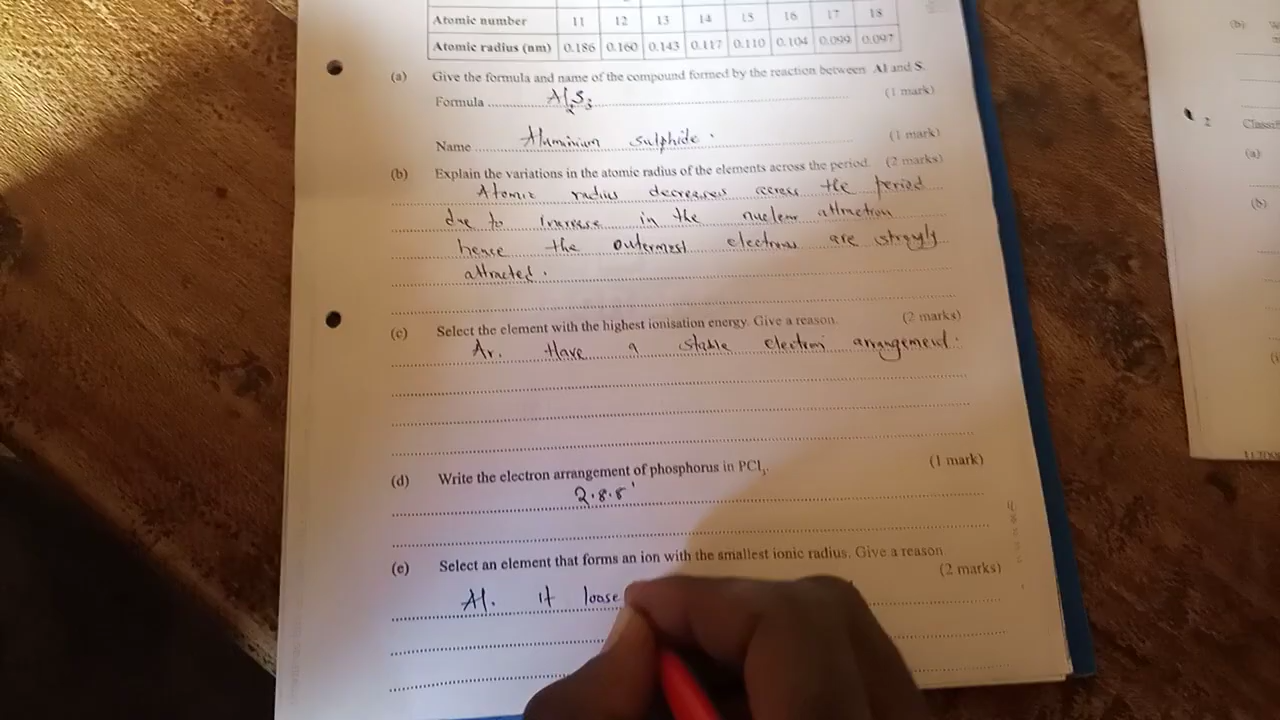 Atomic number 11 12 13 14 15 16 17 18
Atomic radius (nm) 0.186 0.160 0.143 0.117 0.110 0.104 0.099 0.097
(a) Give the formula and name of the compound formed by the reaction between Al and S.
Formula Al₂S₃ (1 mark)
Name Aluminium sulphide. (1 mark)
(b) Explain the variations in the atomic radius of the elements across the period. (2 marks)
Atomic radius decreases across the period
due to increase in the nuclear attraction
hence the outermost electrons are strongly
attracted.
(c) Select the element with the highest ionisation energy. Give a reason. (2 marks)
Ar. Have a stable electron arrangement.
(d) Write the electron arrangement of phosphorus in PCl₃. (1 mark)
2.8.8
(e) Select an element that forms an ion with the smallest ionic radius. Give a reason
(2 marks)
Al. it loose
(b)
2 Classif
(a)
(b)